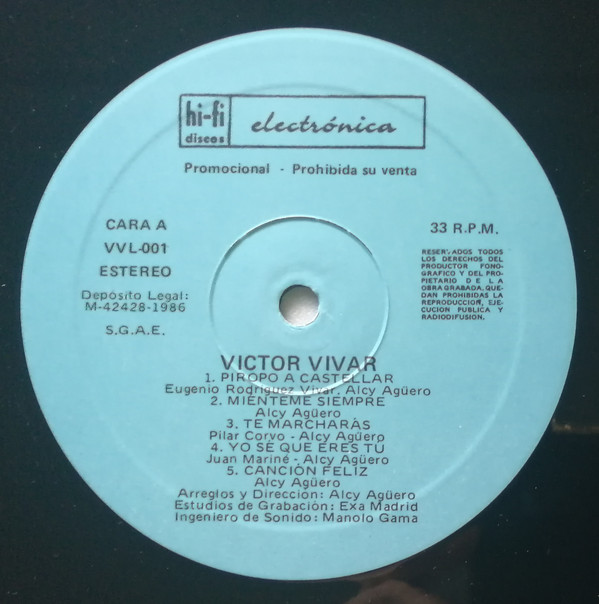 hi-fi
discos
electrónica
Promocional - Prohibida su venta
CARA A
VVL-001
ESTEREO
Depósito Legal:
M-42428-1986
S.G.A.E.
33 R.P.M.
RESERVADOS TODOS
LOS DERECHOS DEL
PRODUCTOR FONO-
GRAFICO Y DEL PRO-
PIETARIO DE LA
OBRA GRABADA, QUE-
DAN PROHIBIDAS LA
REPRODUCCION, EJE-
CUCION PUBLICA Y
RADIODIFUSION.
VICTOR VIVAR
1. PIROPO A CASTELLAR
Eugenio Rodríguez Vivar, Alcy Agüero
2. MIENTEME SIEMPRE
Alcy Agüero
3. TE MARCHARÁS
Pilar Corvo - Alcy Agüero
4. YO SÉ QUE ERES TÚ
Juan Mariné - Alcy Agüero
5. CANCIÓN FELIZ
Alcy Agüero
Arreglos y Dirección: Alcy Agüero
Estudios de Grabación: Exa Madrid
Ingeniero de Sonido: Manolo Gama